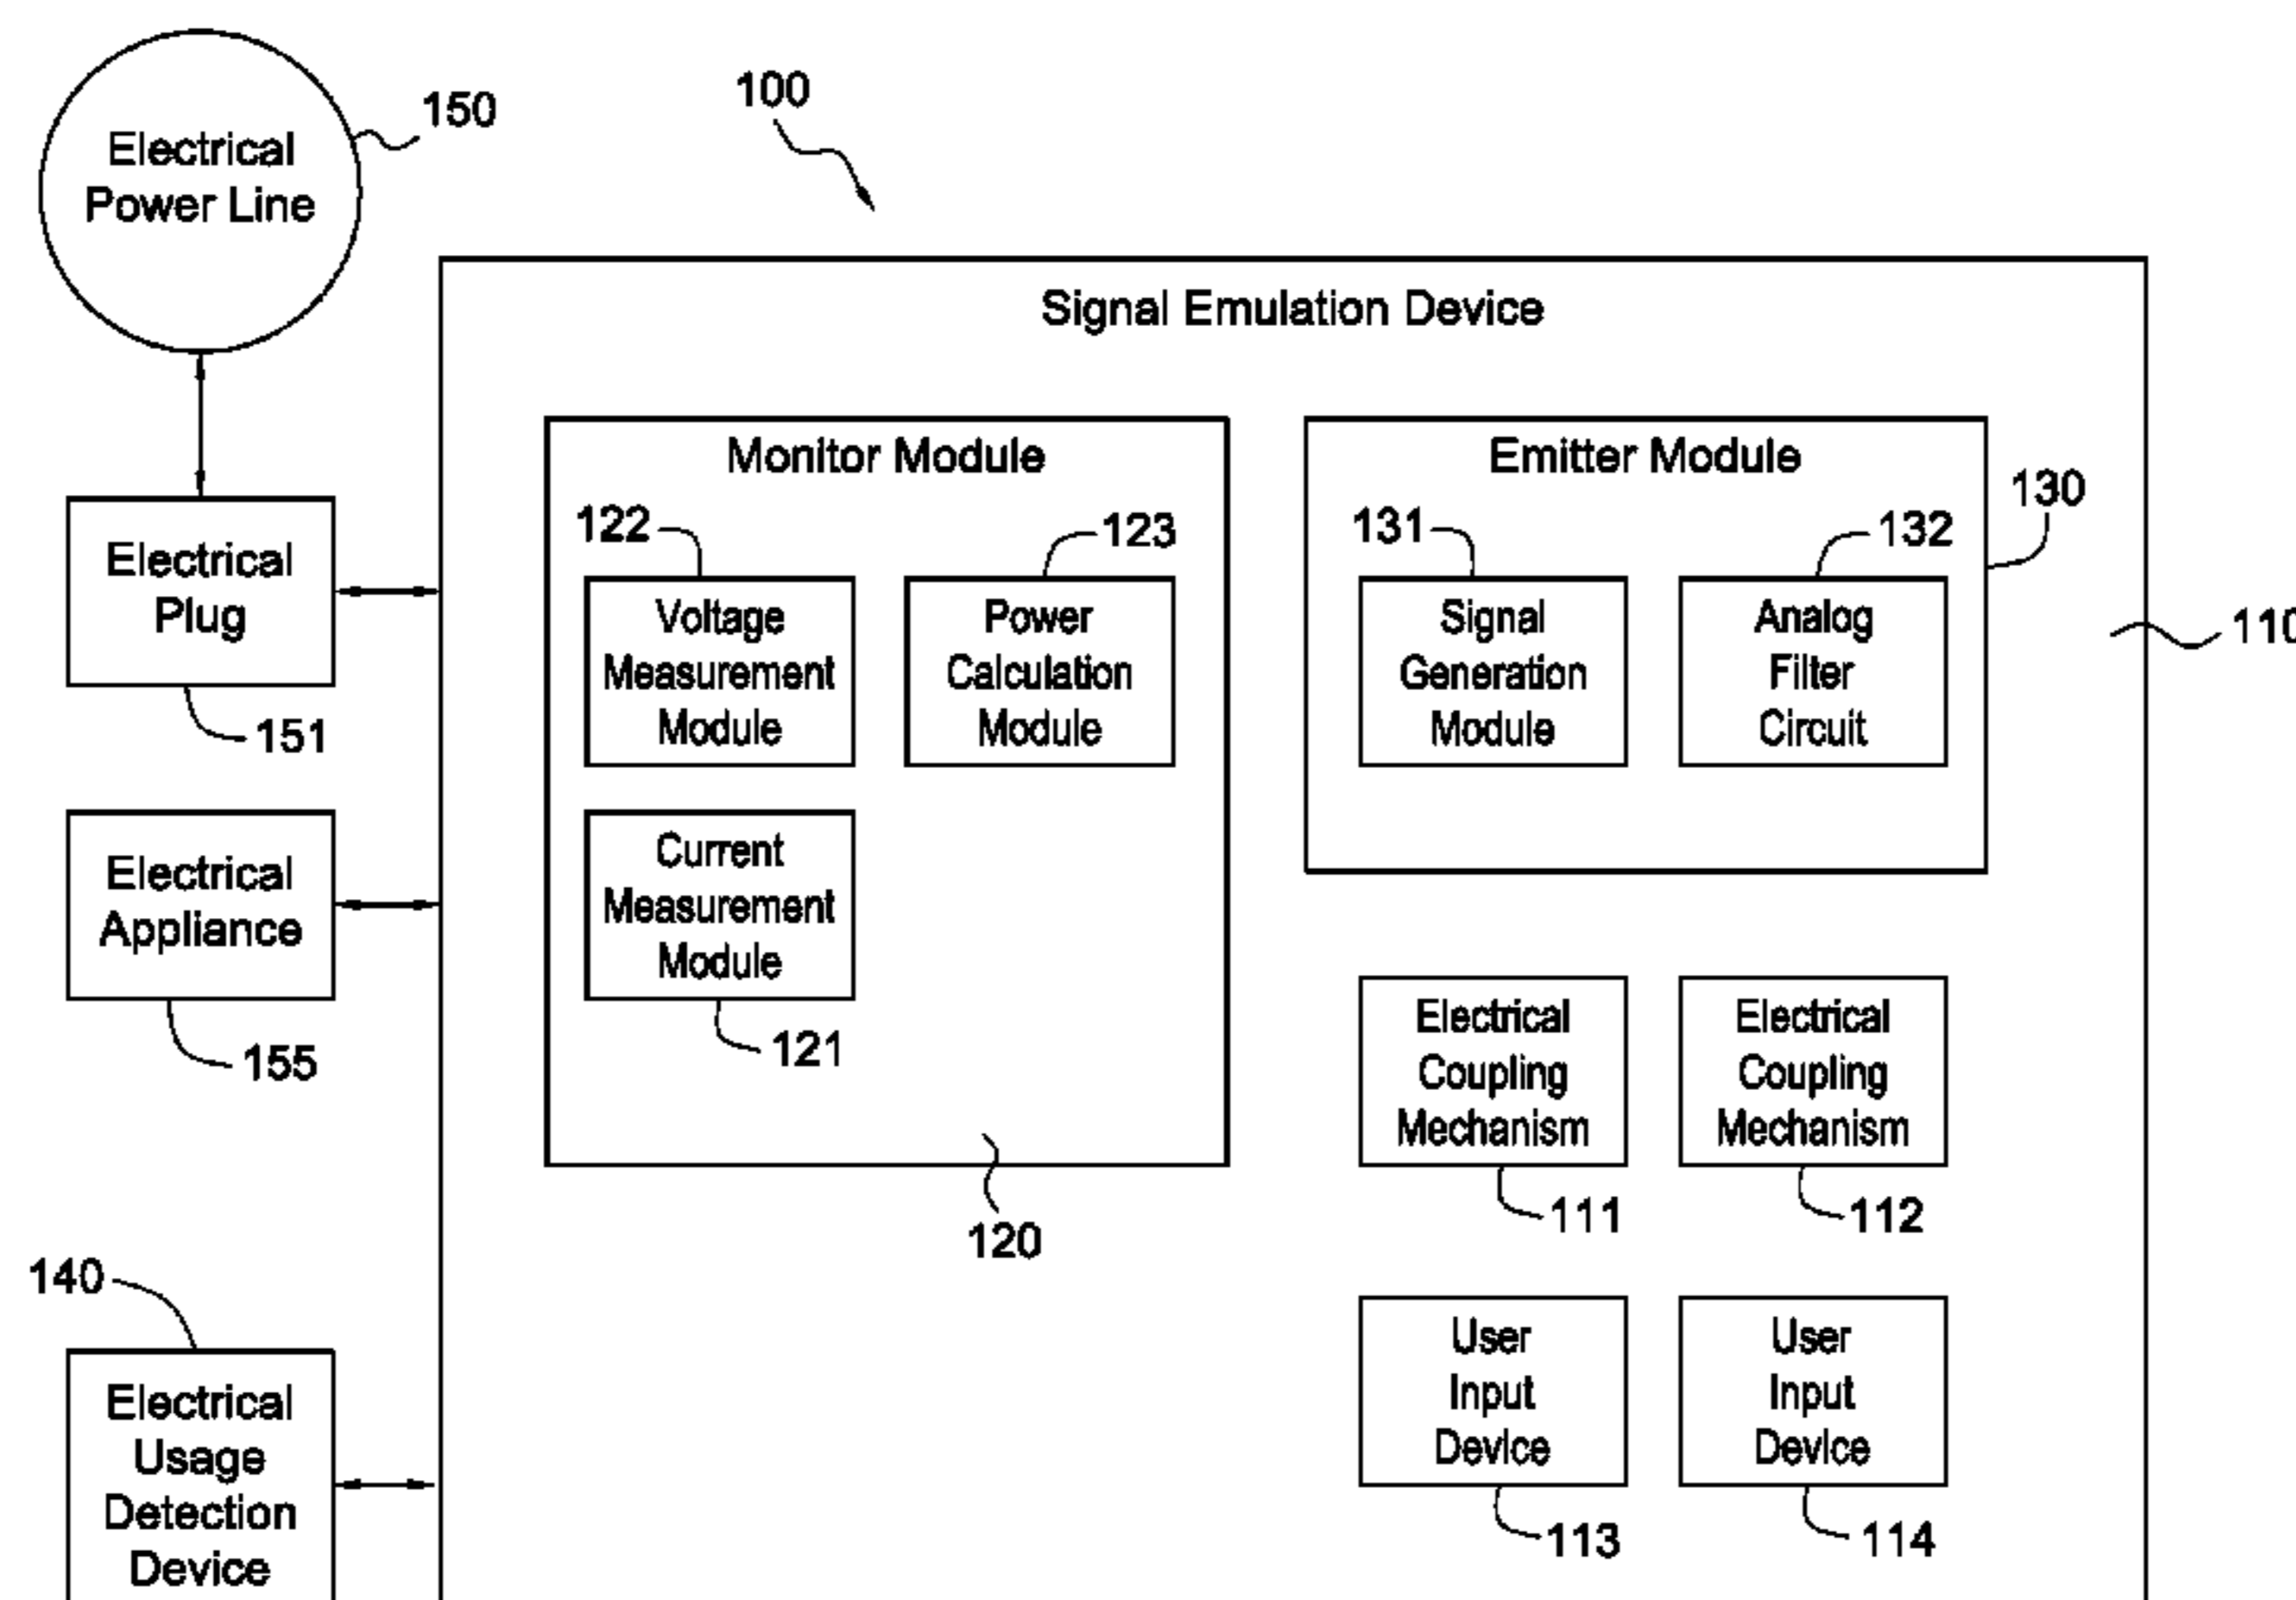 150
Electrical
Power Line
100
Signal Emulation Device
Monitor Module
Emitter Module
122
123
131
132
130
Electrical
Plug
151
Voltage
Measurement
Module
Power
Calculation
Module
Signal
Generation
Module
Analog
Filter
Circuit
110
Electrical
Appliance
155
Current
Measurement
Module
121
120
Electrical
Coupling
Mechanism
111
Electrical
Coupling
Mechanism
112
140
Electrical
Usage
Detection
Device
User
Input
Device
113
User
Input
Device
114